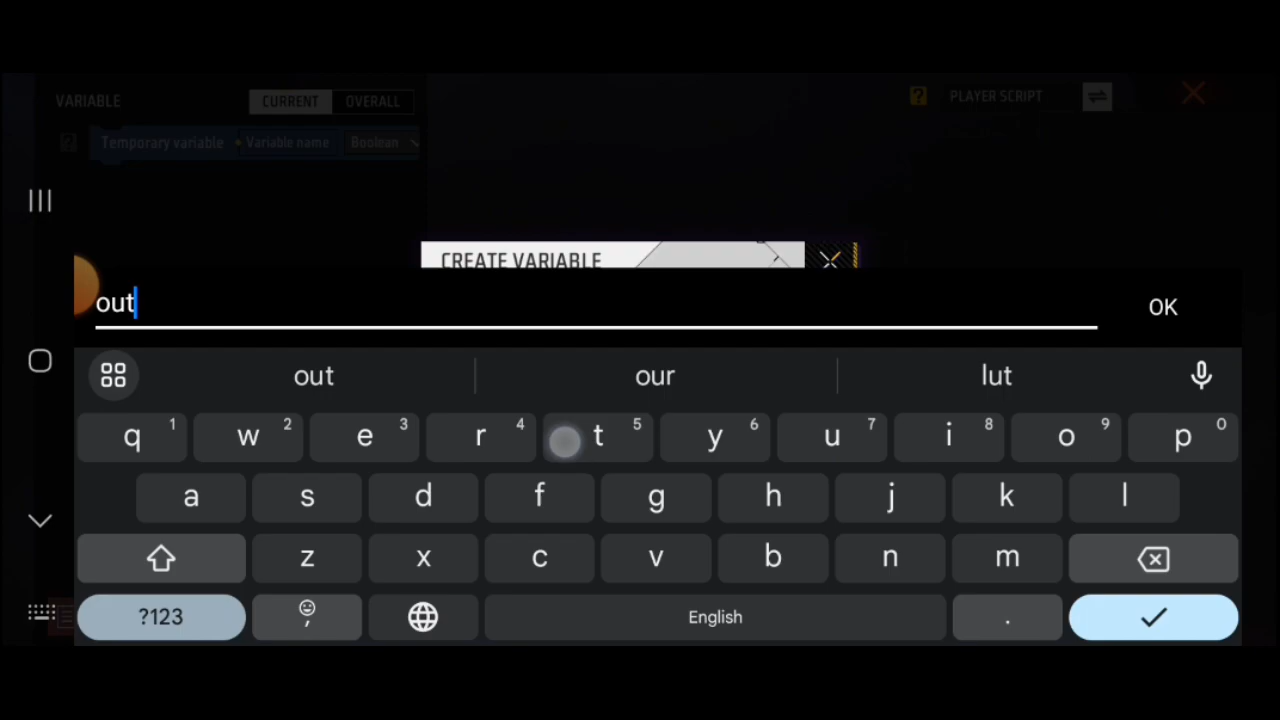 VARIABLE CURRENT OVERALL PLAYER SCRIPT
Temporary variable Variable name Boolean
CREATE VARIABLE
out OK
out our lut
q 1 w 2 e 3 r 4 t 5 y 6 u 7 i 8 o 9 p 0
a s d f g h j k l
z x c v b n m
?123 , English .